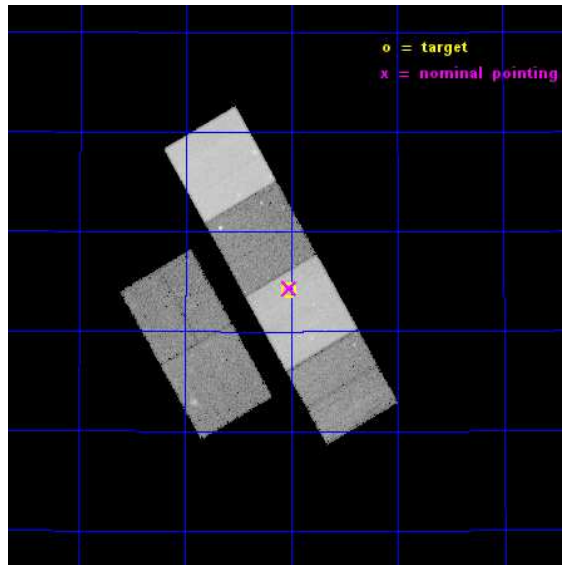 o = target
x = nominal pointing